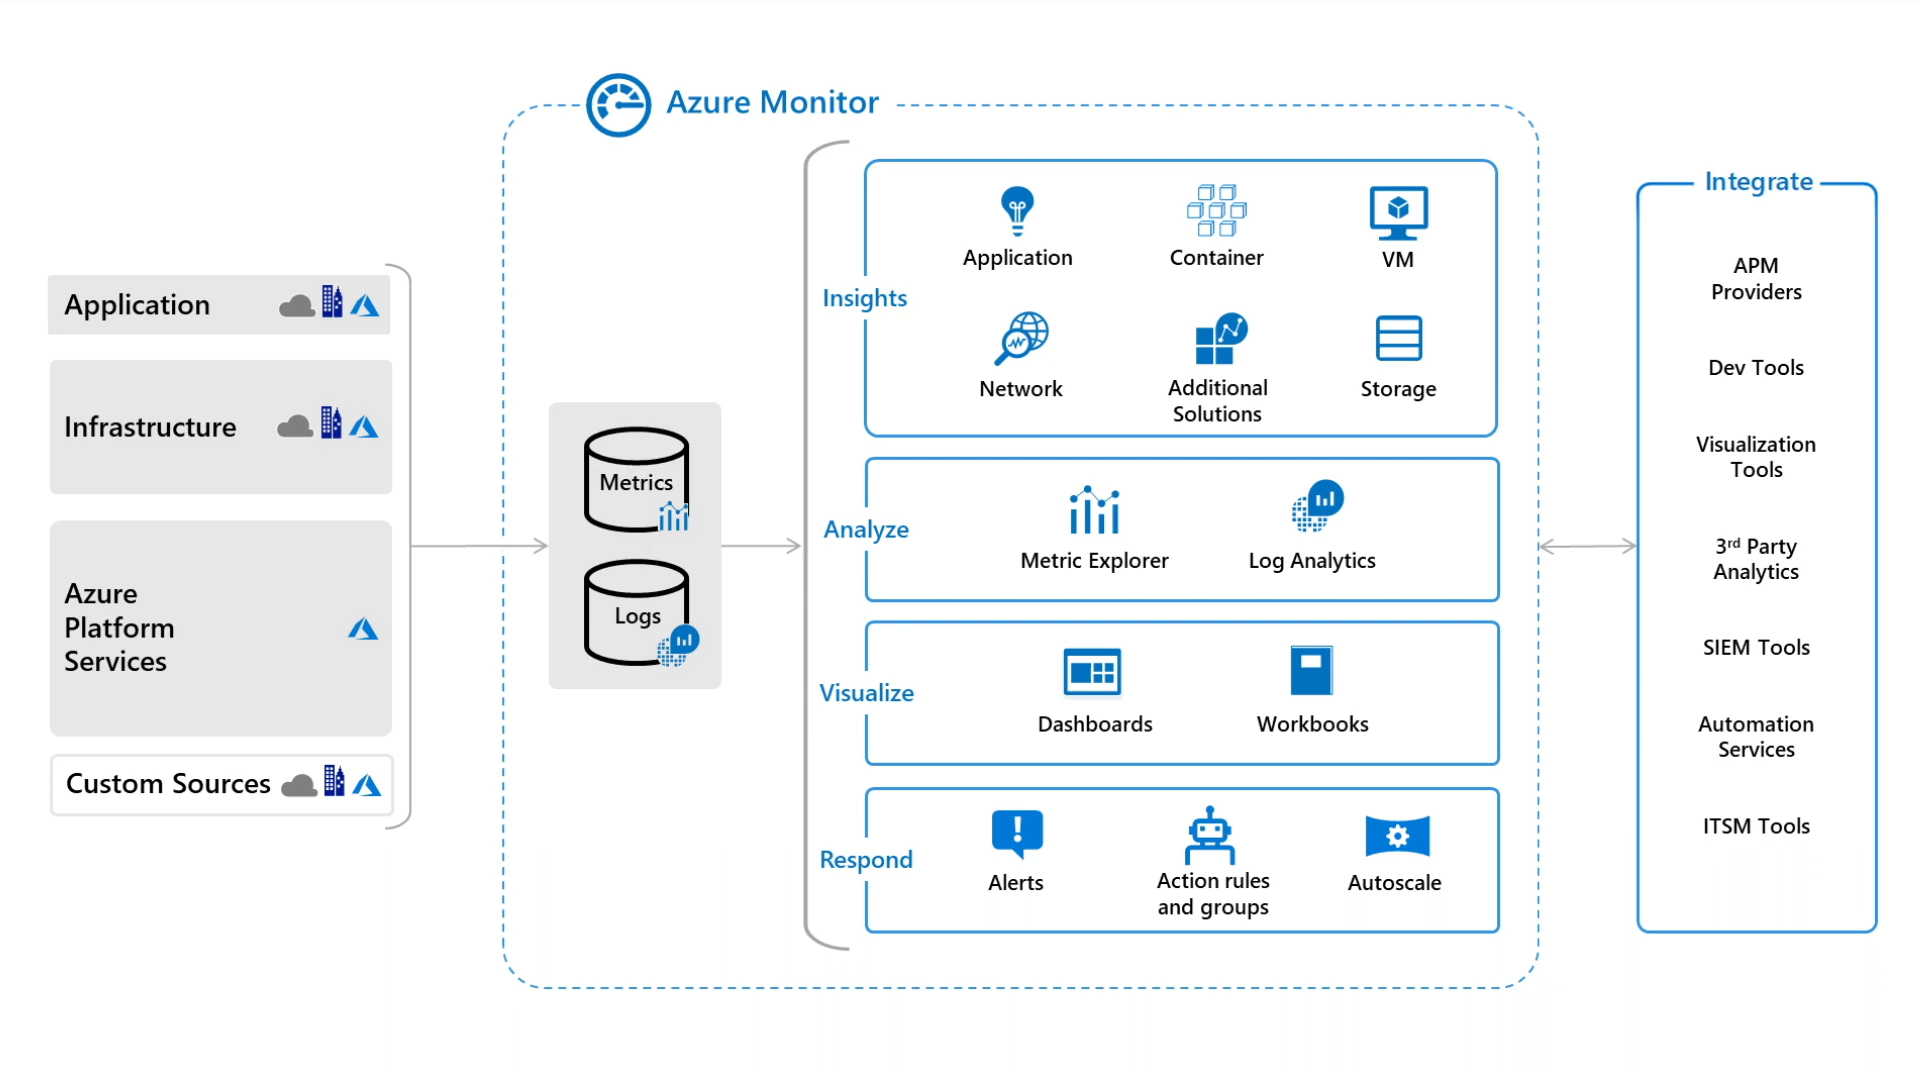 Azure Monitor
Application
Infrastructure
Azure
Platform
Services
Custom Sources
Metrics
Logs
Insights
Application
Container
VM
Network
Additional
Solutions
Storage
Analyze
Metric Explorer
Log Analytics
Visualize
Dashboards
Workbooks
Respond
Alerts
Action rules
and groups
Autoscale
Integrate
APM
Providers
Dev Tools
Visualization
Tools
3rd Party
Analytics
SIEM Tools
Automation
Services
ITSM Tools